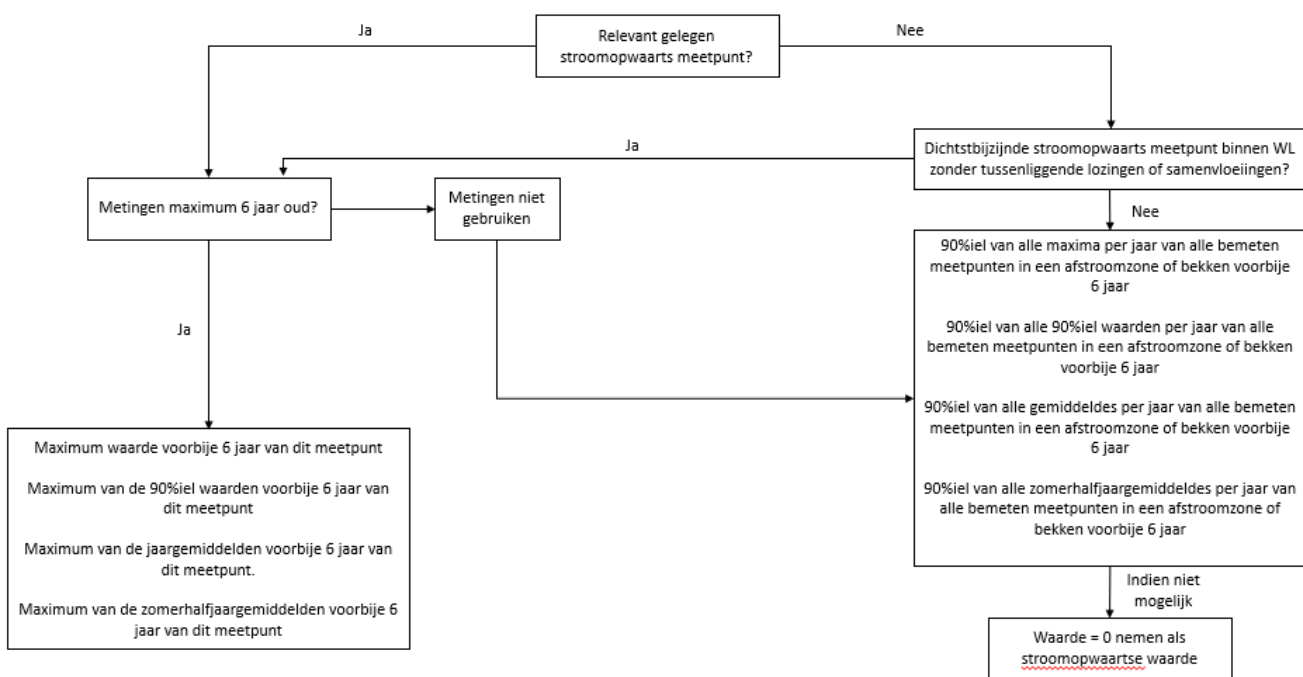 Ja
Relevant gelegen
stroomopwaarts meetpunt?
Nee
Ja
Dichtstbijzijnde stroomopwaarts meetpunt binnen WL
zonder tussenliggende lozingen of samenvloeiingen?
Metingen maximum 6 jaar oud?
Metingen niet
gebruiken
Nee
90%iel van alle maxima per jaar van alle bemeten
meetpunten in een afstroomzone of bekken voorbije
6 jaar
90%iel van alle 90%iel waarden per jaar van alle
bemeten meetpunten in een afstroomzone of bekken
voorbije 6 jaar
90%iel van alle gemiddeldes per jaar van alle bemeten
meetpunten in een afstroomzone of bekken voorbije
6 jaar
90%iel van alle zomerhalfjaargemiddeldes per jaar van
alle bemeten meetpunten in een afstroomzone of
bekken voorbije 6 jaar
Ja
Maximum waarde voorbije 6 jaar van dit meetpunt
Maximum van de 90%iel waarden voorbije 6 jaar van
dit meetpunt
Maximum van de jaargemiddelden voorbije 6 jaar van
dit meetpunt.
Maximum van de zomerhalfjaargemiddelden voorbije 6
jaar van dit meetpunt
Indien niet
mogelijk
Waarde = 0 nemen als
stroomopwaartse waarde